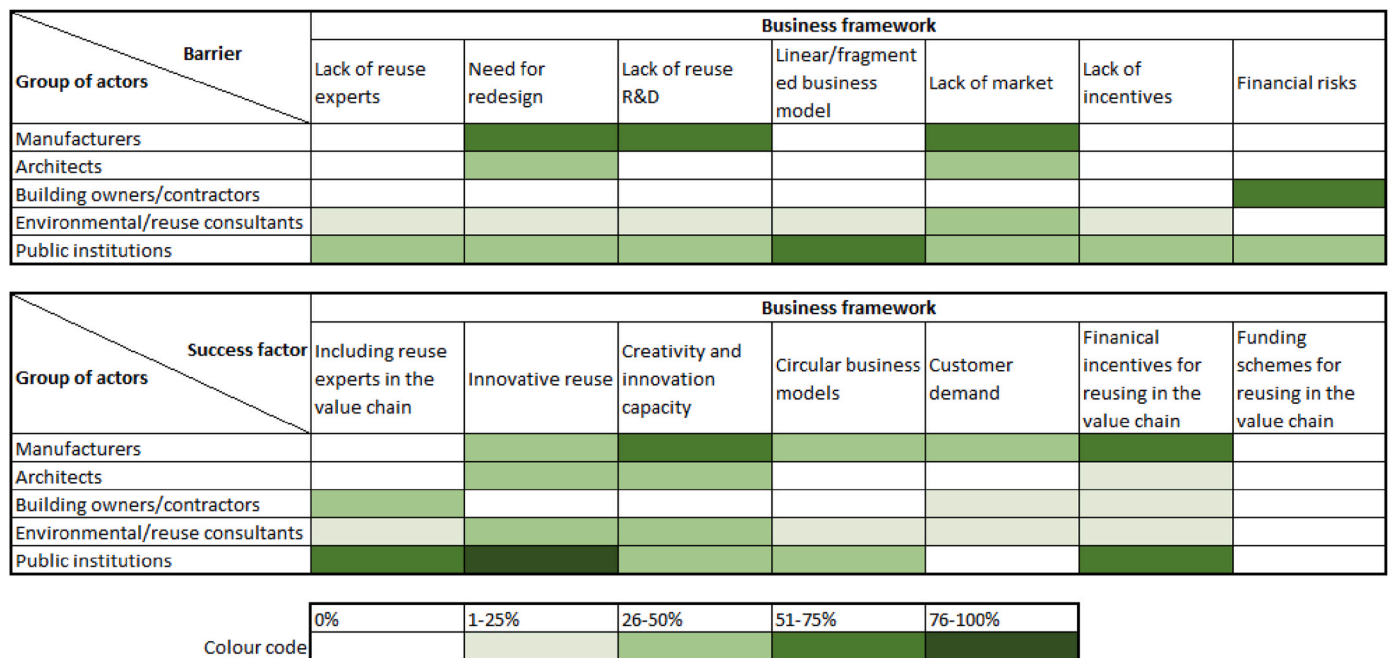 Business framework
Barrier
Group of actors
Lack of reuse
experts
Need for
redesign
Lack of reuse
R&D
Linear/fragment
ed business
model
Lack of market
Lack of
incentives
Financial risks
Manufacturers
Architects
Building owners/contractors
Environmental/reuse consultants
Public institutions
Business framework
Success factor
Group of actors
Including reuse
experts in the
value chain
Innovative reuse
Creativity and
innovation
capacity
Circular business
models
Customer
demand
Finanical
incentives for
reusing in the
value chain
Funding
schemes for
reusing in the
value chain
Manufacturers
Architects
Building owners/contractors
Environmental/reuse consultants
Public institutions
0% 1-25% 26-50% 51-75% 76-100%
Colour code